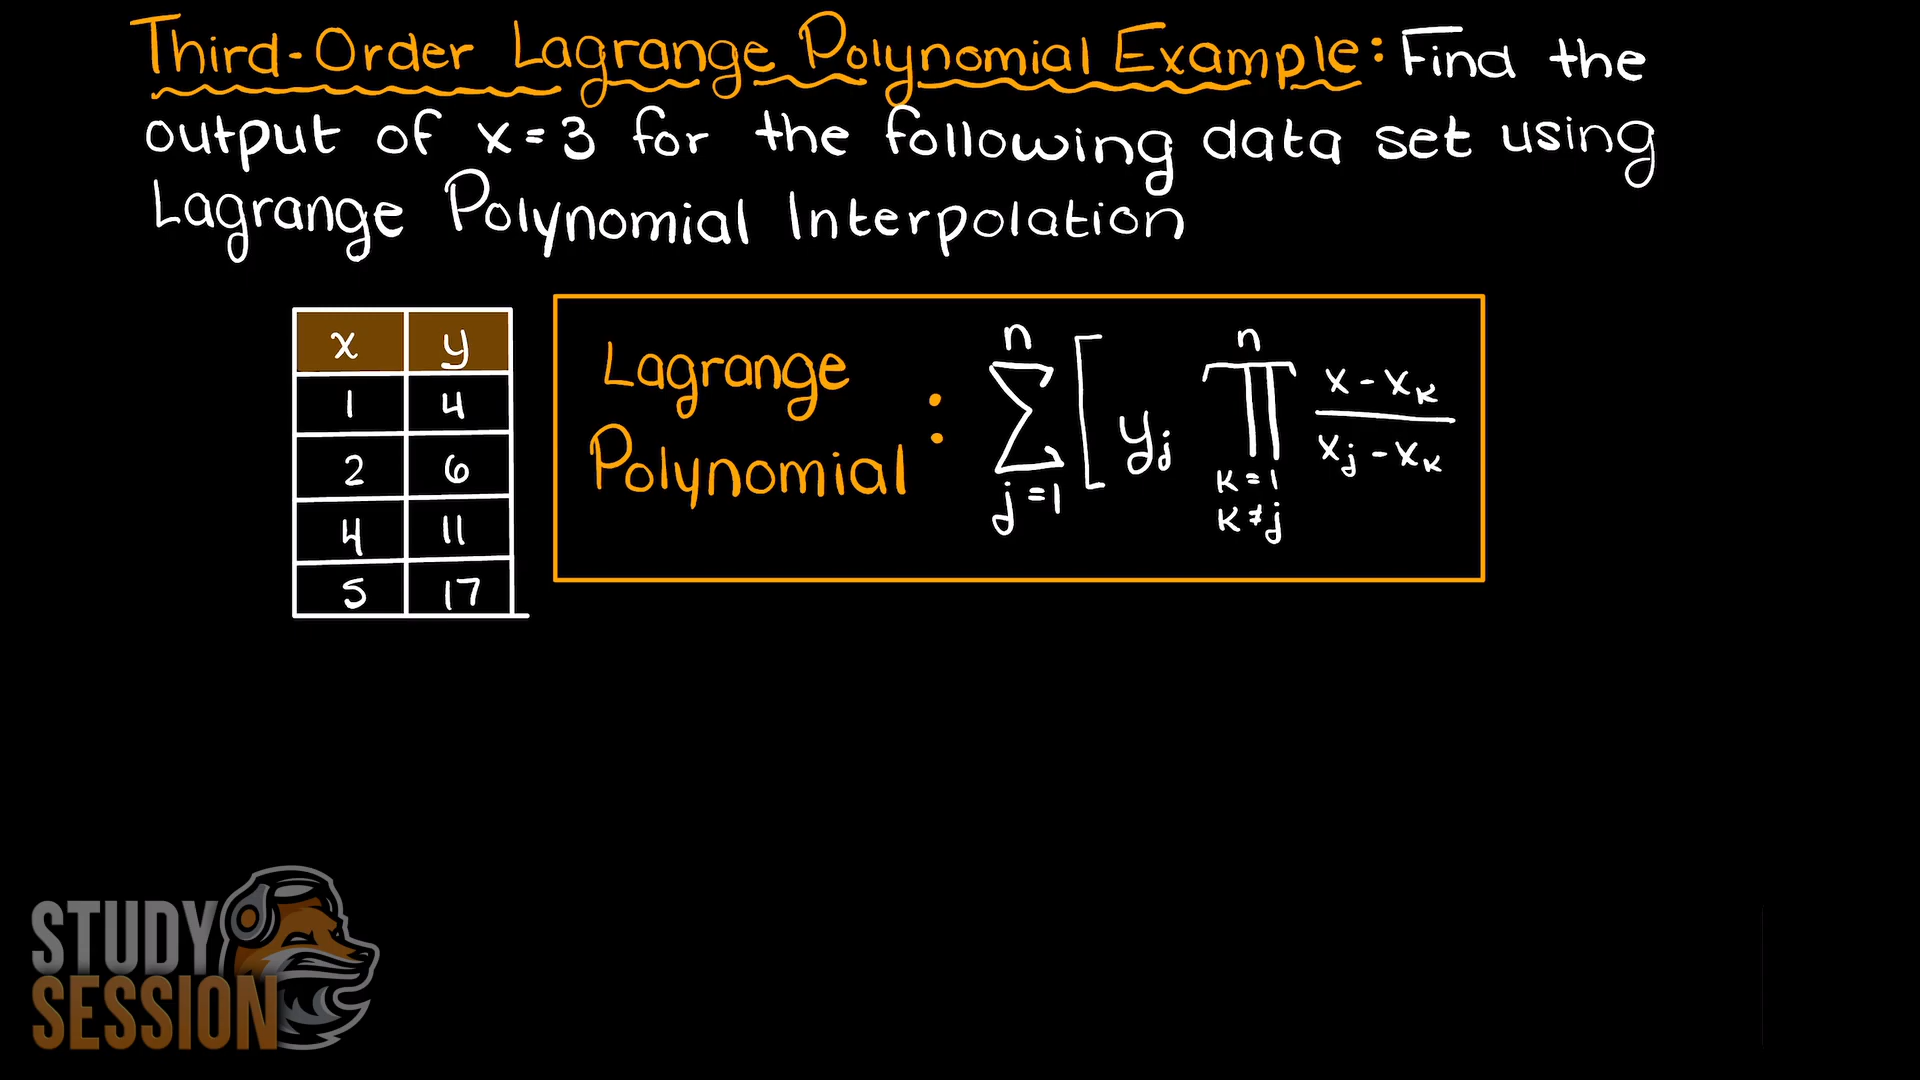 Third-Order Lagrange Polynomial Example: Find the
output of x=3 for the following data set using
Lagrange Polynomial Interpolation
x y
1 4
2 6
4 11
5 17
Lagrange
Polynomial :
n
∑
j=1
[
yⱼ
n
∏
k=1
k≠j
x-xₖ
xⱼ-xₖ
STUDY
SESSION